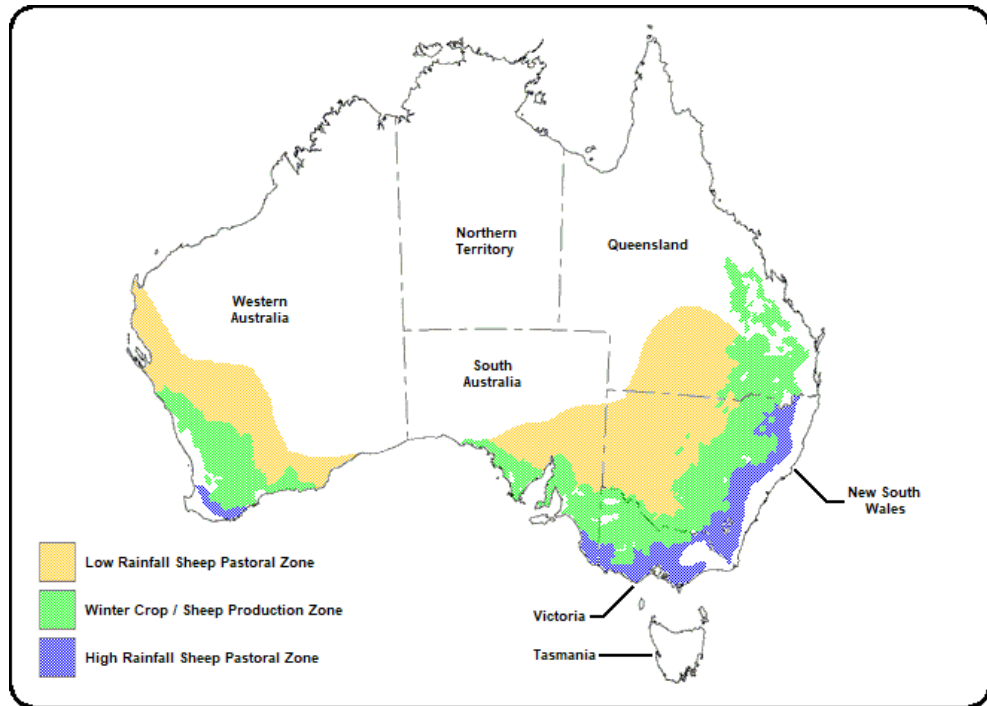 Northern
Territory
Queensland
Western
Australia
South
Australia
New South
Wales
Low Rainfall Sheep Pastoral Zone
Winter Crop / Sheep Production Zone
Victoria
High Rainfall Sheep Pastoral Zone
Tasmania